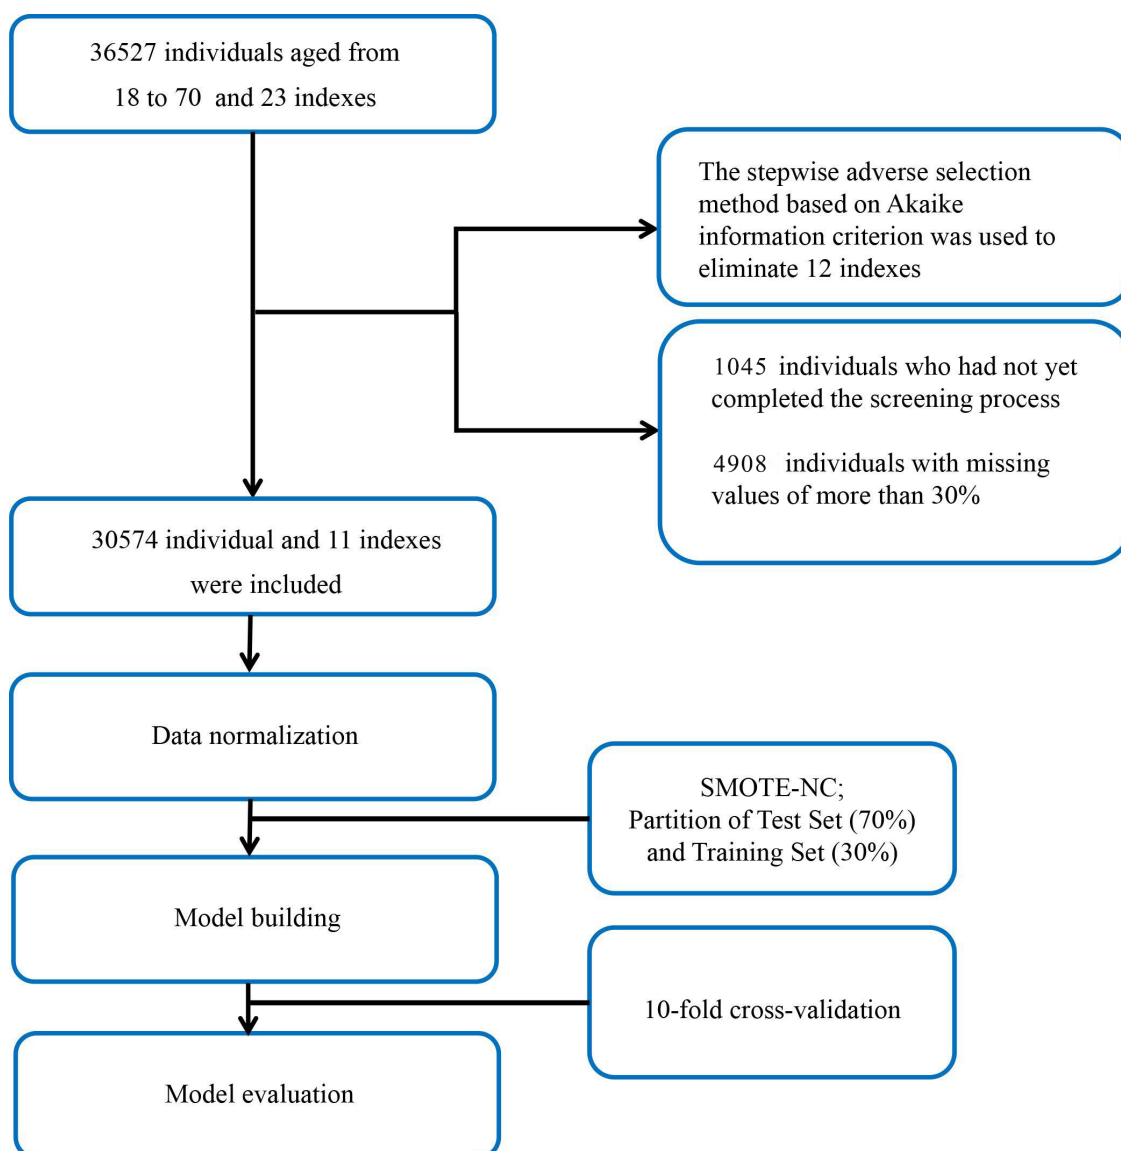 36527 individuals aged from
18 to 70 and 23 indexes
The stepwise adverse selection
method based on Akaike
information criterion was used to
eliminate 12 indexes
1045 individuals who had not yet
completed the screening process
4908 individuals with missing
values of more than 30%
30574 individual and 11 indexes
were included
Data normalization
SMOTE-NC;
Partition of Test Set (70%)
and Training Set (30%)
Model building
10-fold cross-validation
Model evaluation